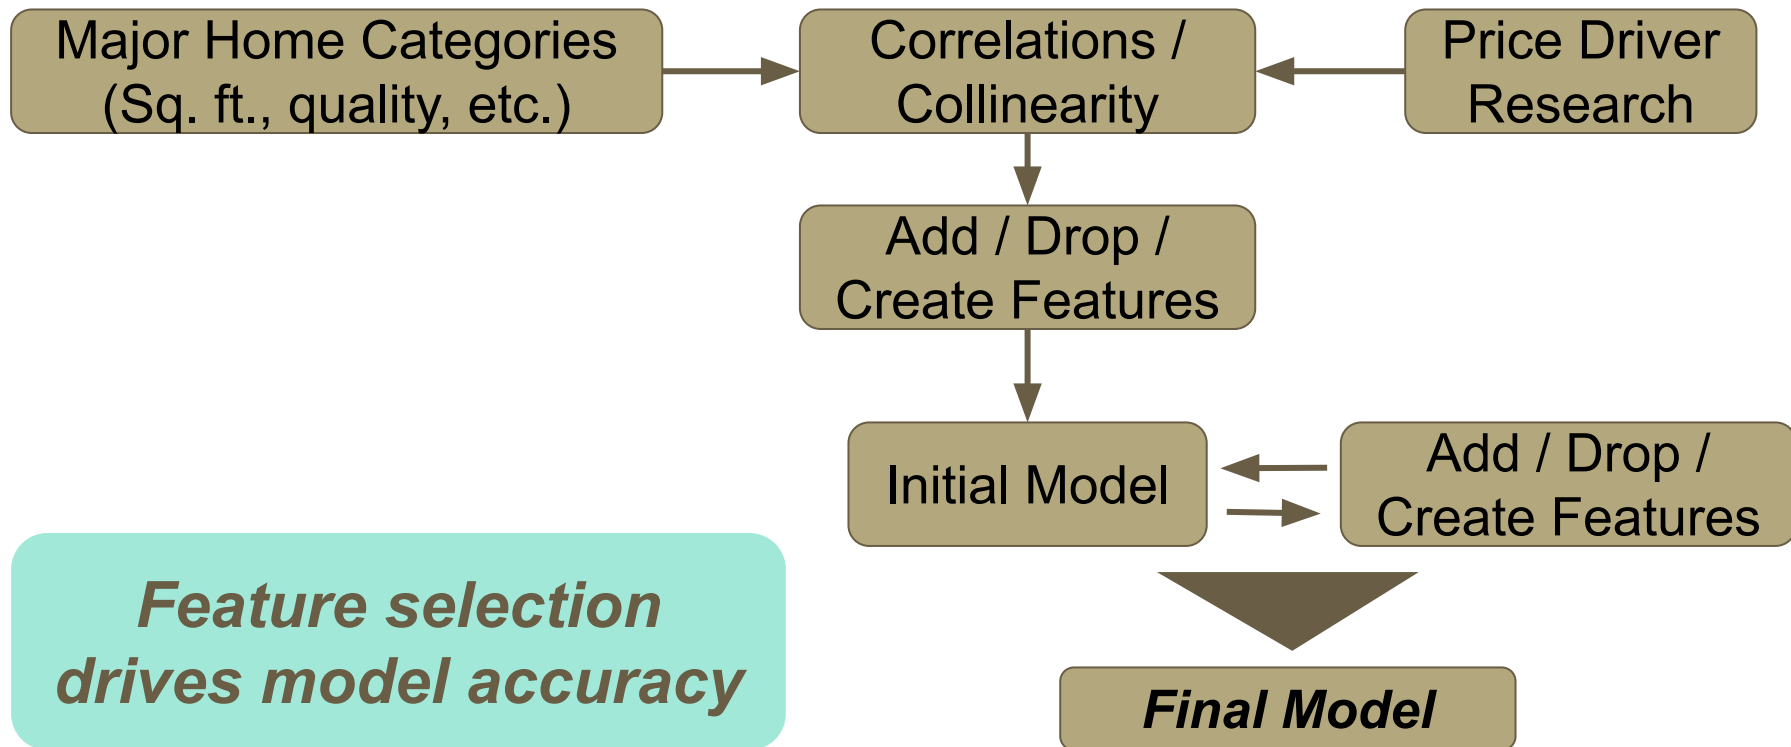 Major Home Categories
(Sq. ft., quality, etc.)
Correlations /
Collinearity
Price Driver
Research
Add / Drop /
Create Features
Initial Model
Add / Drop /
Create Features
Feature selection
drives model accuracy
Final Model